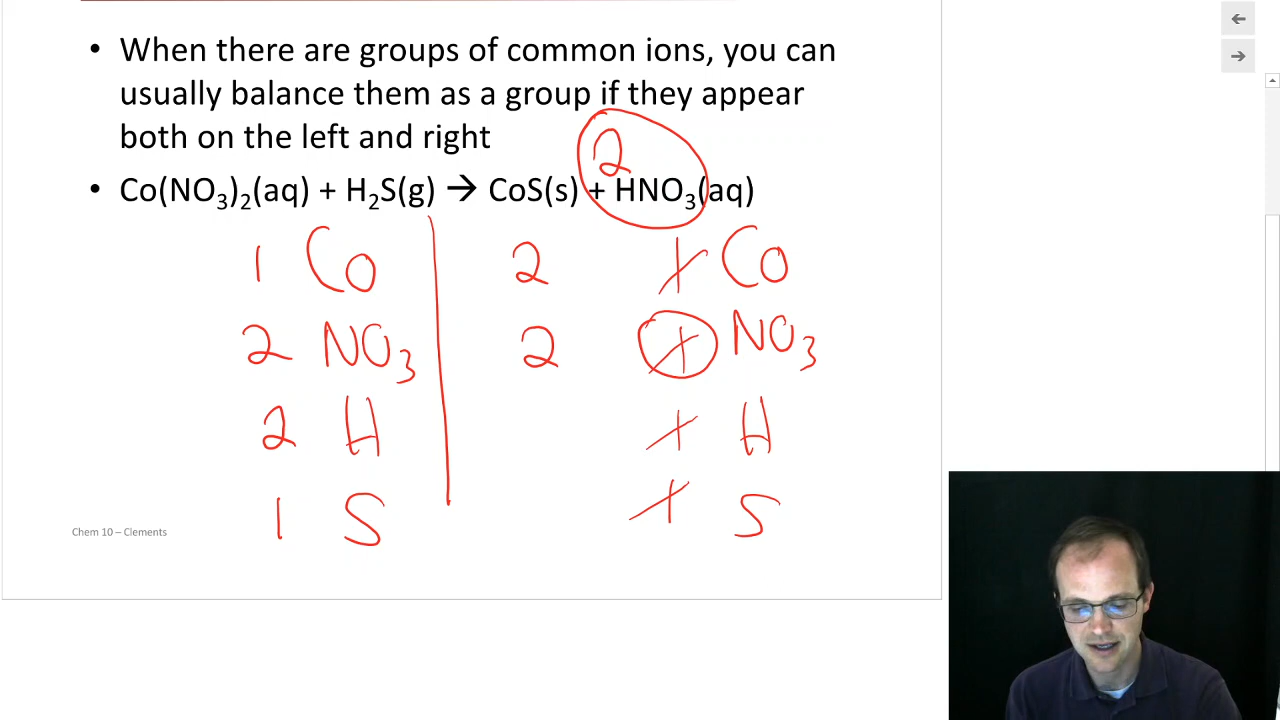 • When there are groups of common ions, you can
usually balance them as a group if they appear
both on the left and right
2
• Co(NO₃)₂(aq) + H₂S(g) → CoS(s) + HNO₃(aq)
1 Co 2 1 Co
2 NO₃ 2 1 NO₃
2 H 1 H
1 S 1 S
Chem 10 – Clements